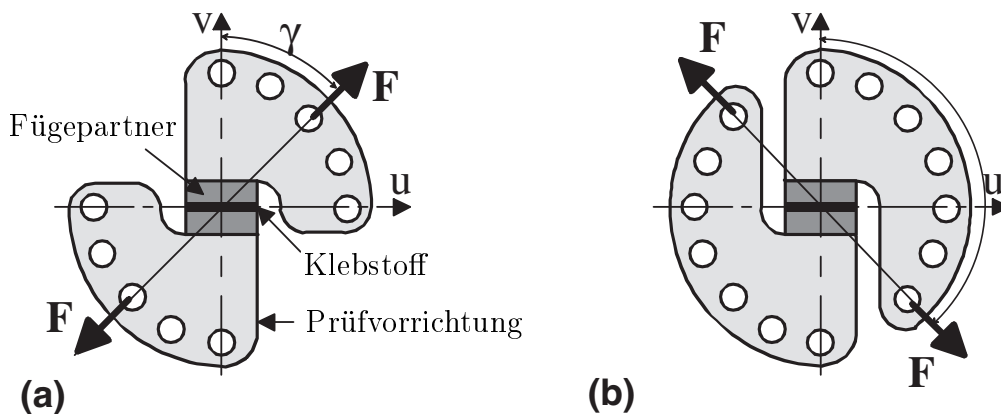 v
γ
F
Fügepartner
u
Klebstoff
F
Prüfvorrichtung
(a)
v
F
u
F
(b)